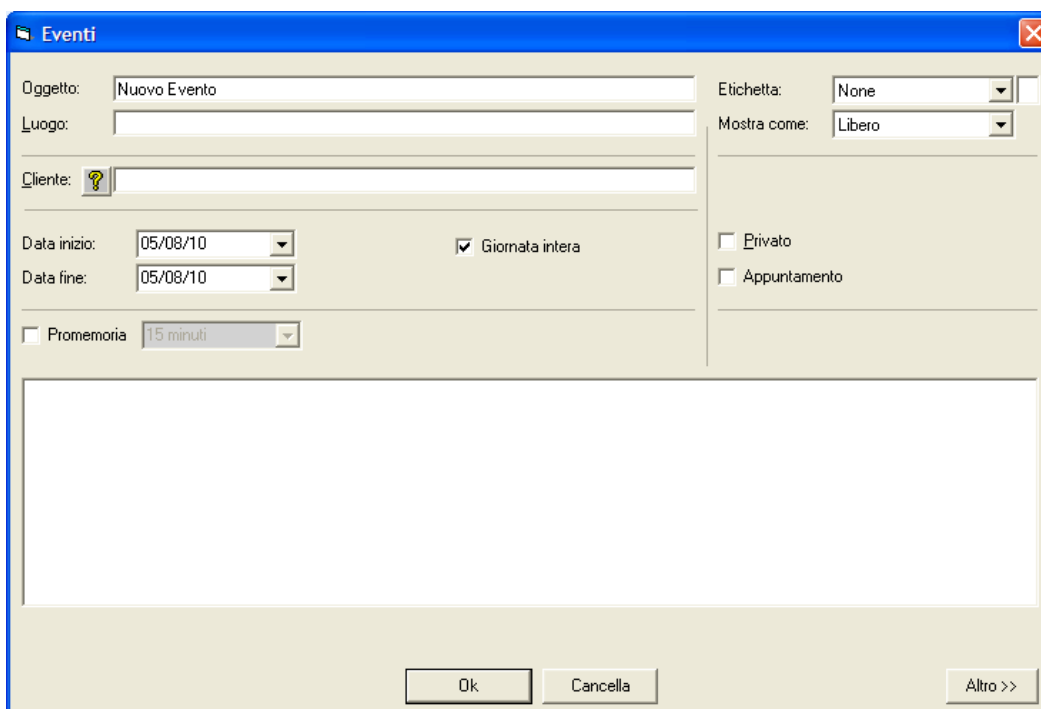 Eventi
Oggetto: Nuovo Evento
Etichetta: None
Luogo:
Mostra come: Libero
Cliente:
Data inizio: 05/08/10
Giornata intera
Privato
Data fine: 05/08/10
Appuntamento
Promemoria 15 minuti
Ok Cancella Altro >>